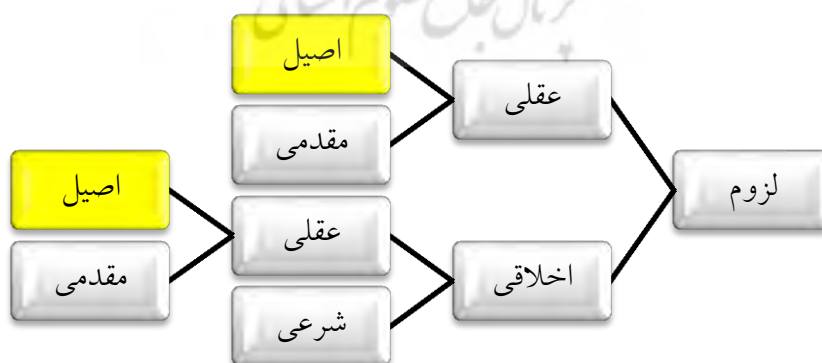 اصیل
عقلی
مقدمی
لزوم
اصیل
عقلی
اخلاقی
مقدمی
شرعی